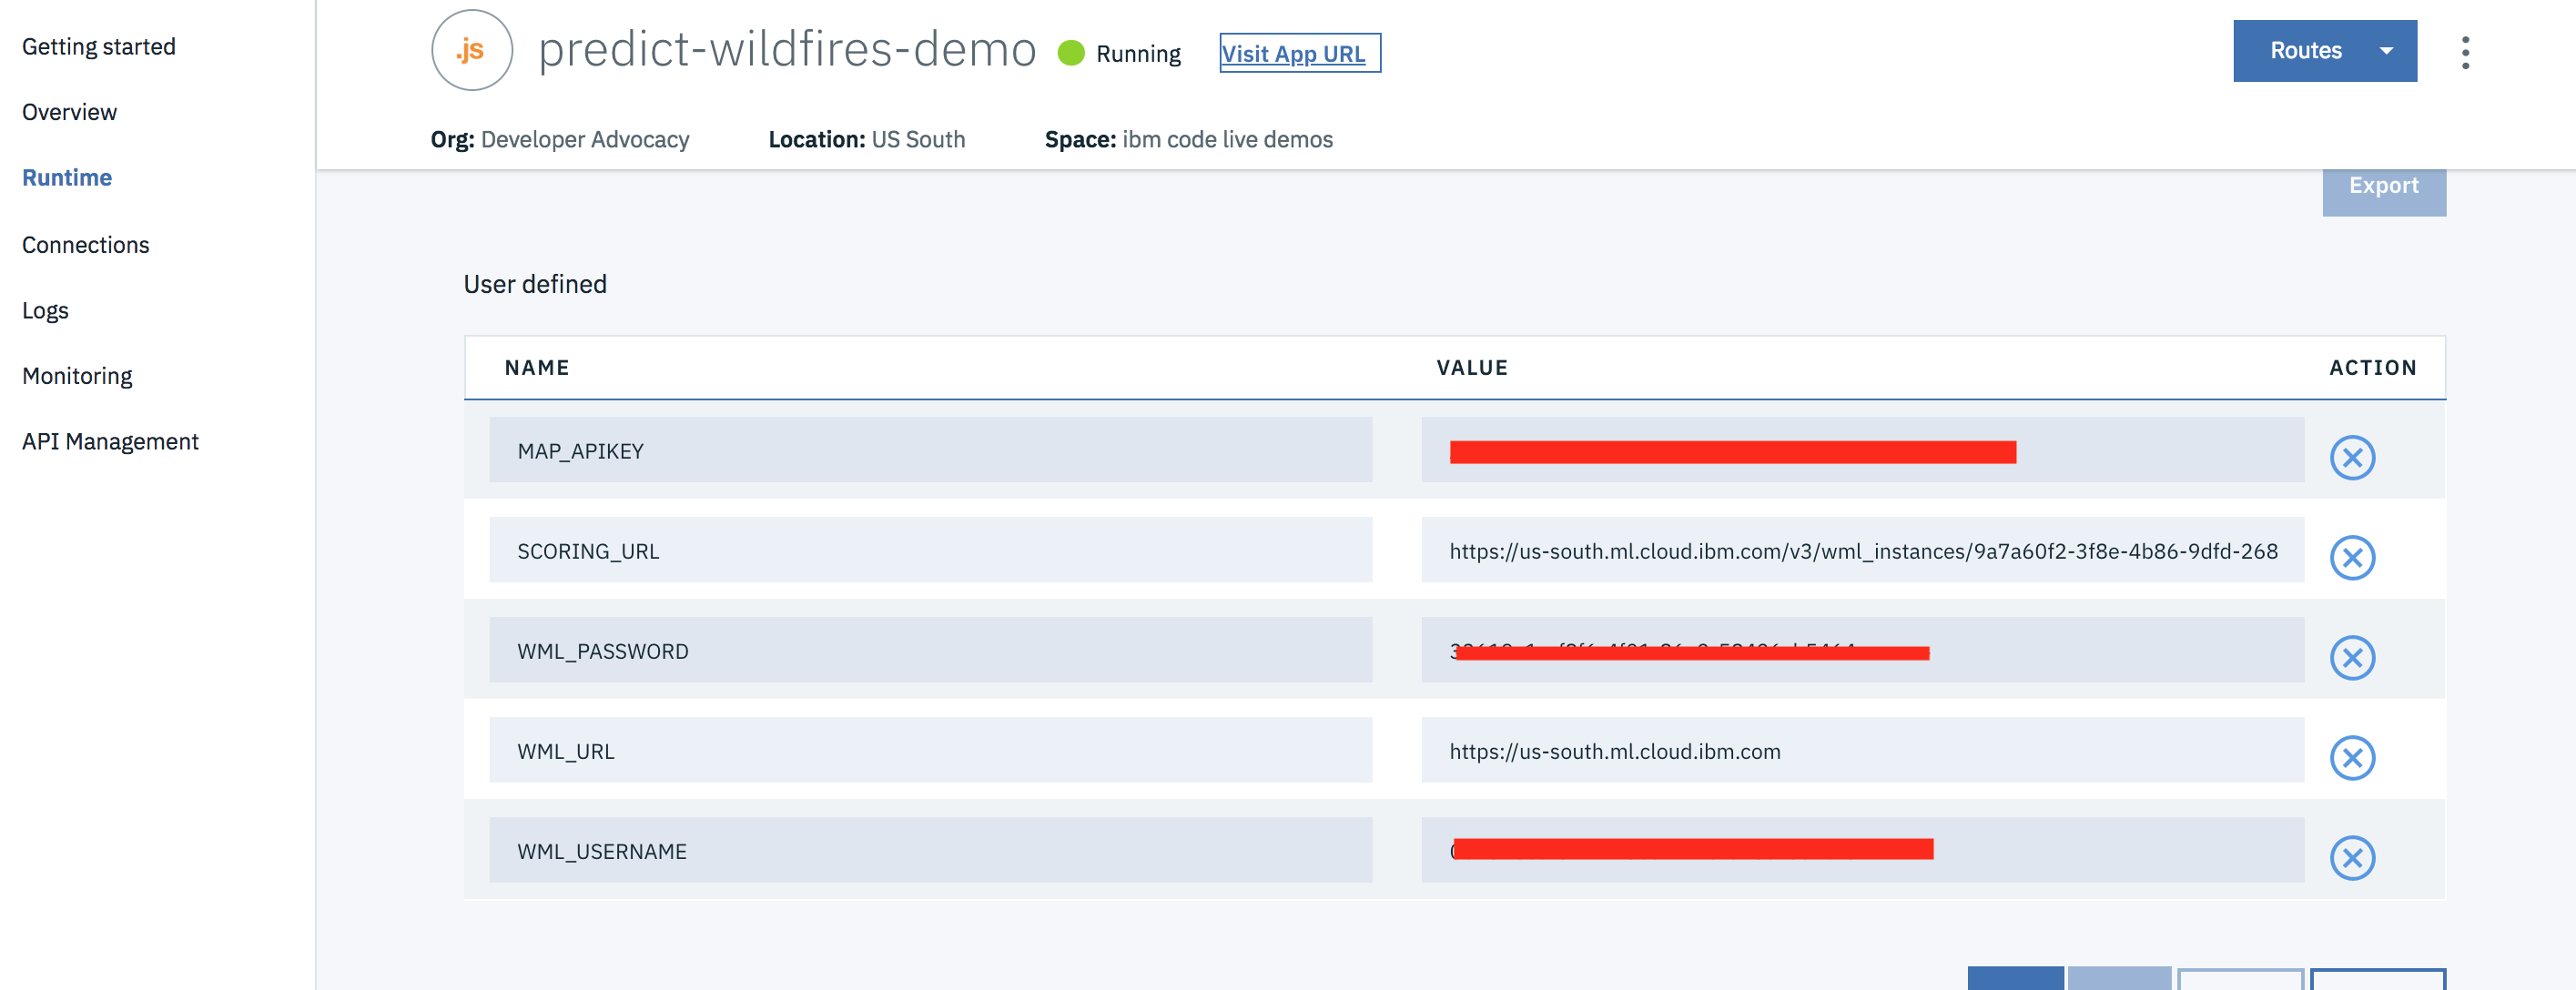 Getting started
Overview
Runtime
Connections
Logs
Monitoring
API Management
.js predict-wildfires-demo Running Visit App URL Routes
Org: Developer Advocacy Location: US South Space: ibm code live demos
Export
User defined
NAME VALUE ACTION
MAP_APIKEY
SCORING_URL https://us-south.ml.cloud.ibm.com/v3/wml_instances/9a7a60f2-3f8e-4b86-9dfd-268
WML_PASSWORD
WML_URL https://us-south.ml.cloud.ibm.com
WML_USERNAME